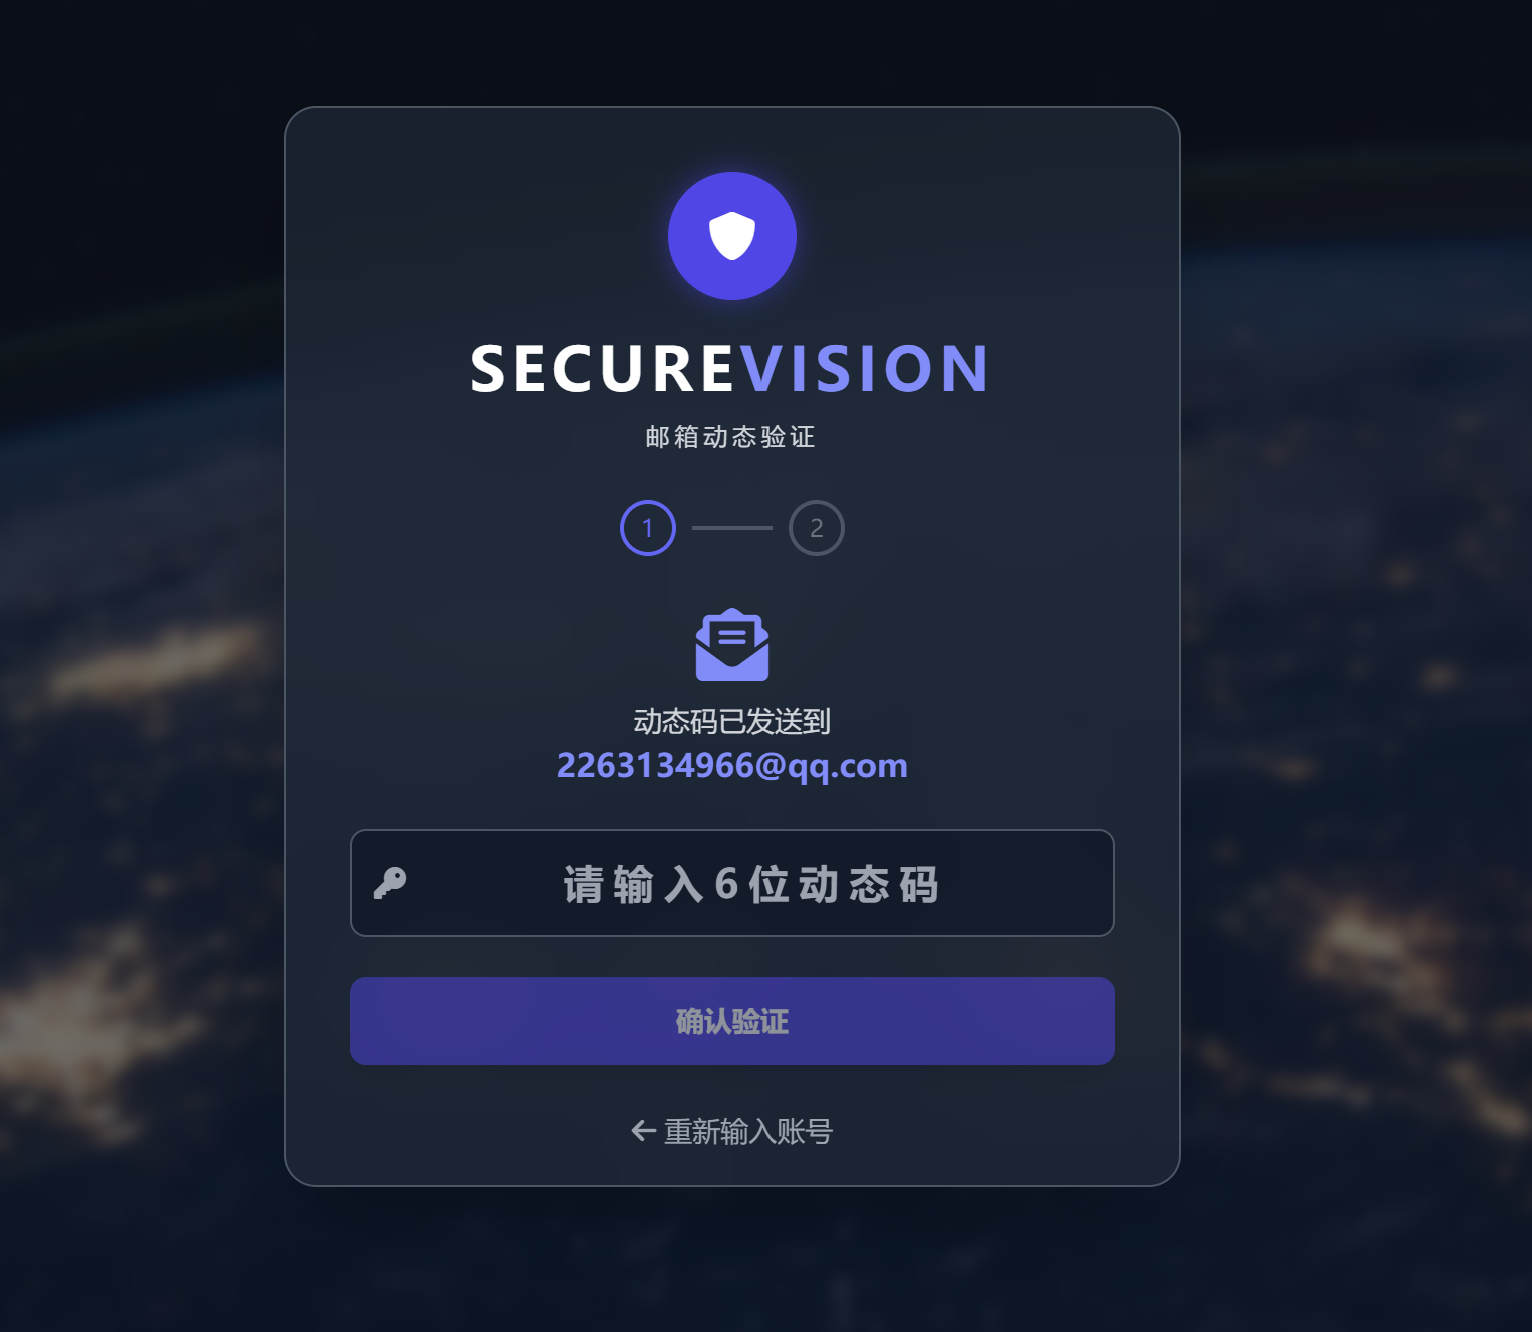 SECUREVISION
邮箱动态验证
1 2
动态码已发送到
2263134966@qq.com
请输入6位动态码
确认验证
重新输入账号